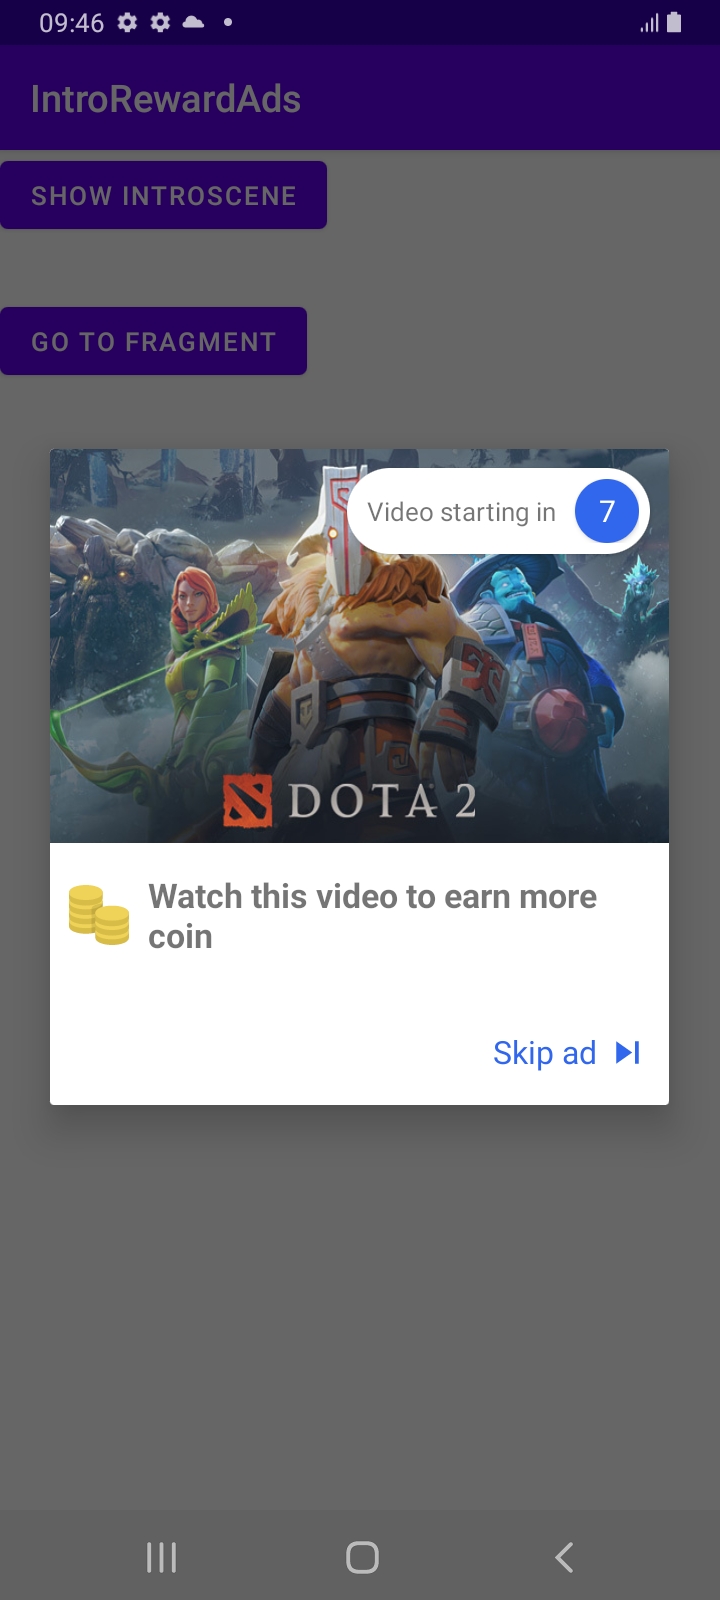 09:46
IntroRewardAds
SHOW INTROSCENE
GO TO FRAGMENT
Video starting in 7
DOTA 2
Watch this video to earn more
coin
Skip ad